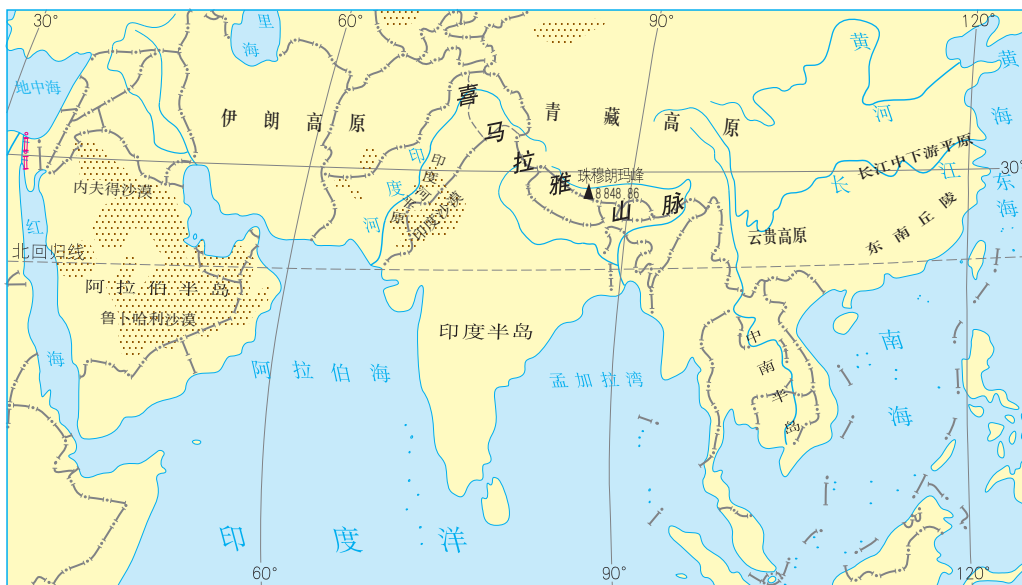 30°
60°
90°
120°
里海
黄河
黄海
地中海
喜马拉雅山脉
伊朗高原
青藏高原
印度河
印度河平原
印度沙漠
珠穆朗玛峰
8 848.86
长江中下游平原
长江
30°
东海
内夫得沙漠
红海
北回归线
云贵高原
东南丘陵
阿拉伯半岛
鲁卜哈利沙漠
印度半岛
中南半岛
阿拉伯海
孟加拉湾
南海
印度洋
60°
90°
120°